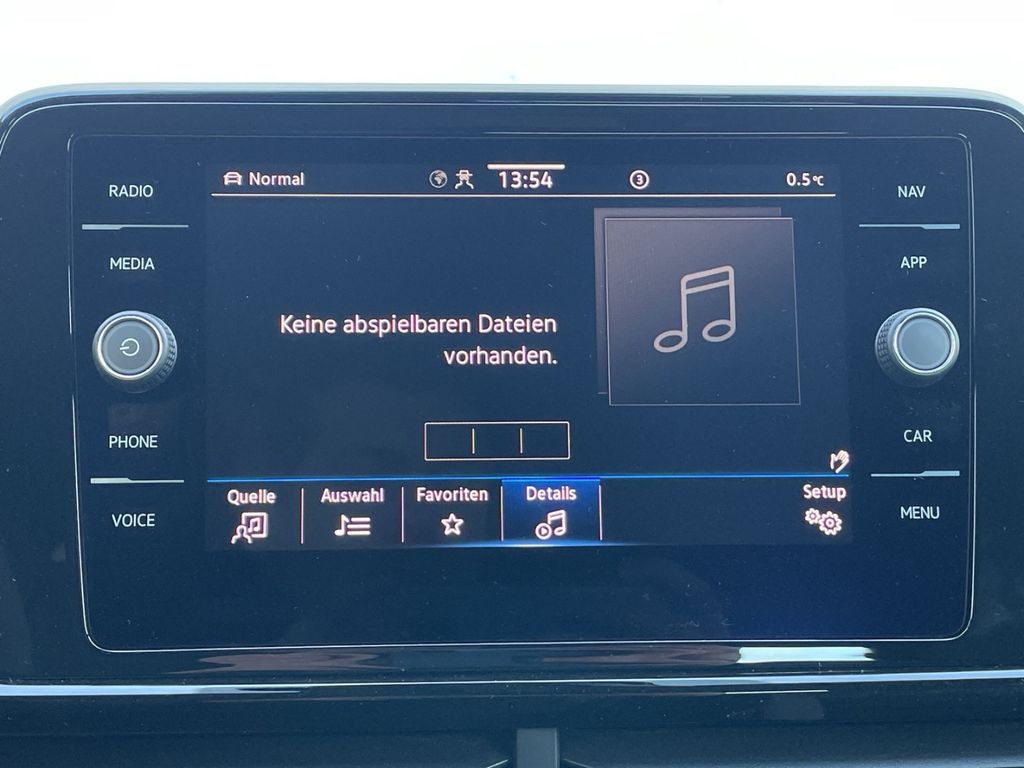 RADIO
MEDIA
PHONE
VOICE
Normal
13:54
3
0.5°C
Keine abspielbaren Dateien
vorhanden.
Quelle
Auswahl
Favoriten
Details
Setup
NAV
APP
CAR
MENU